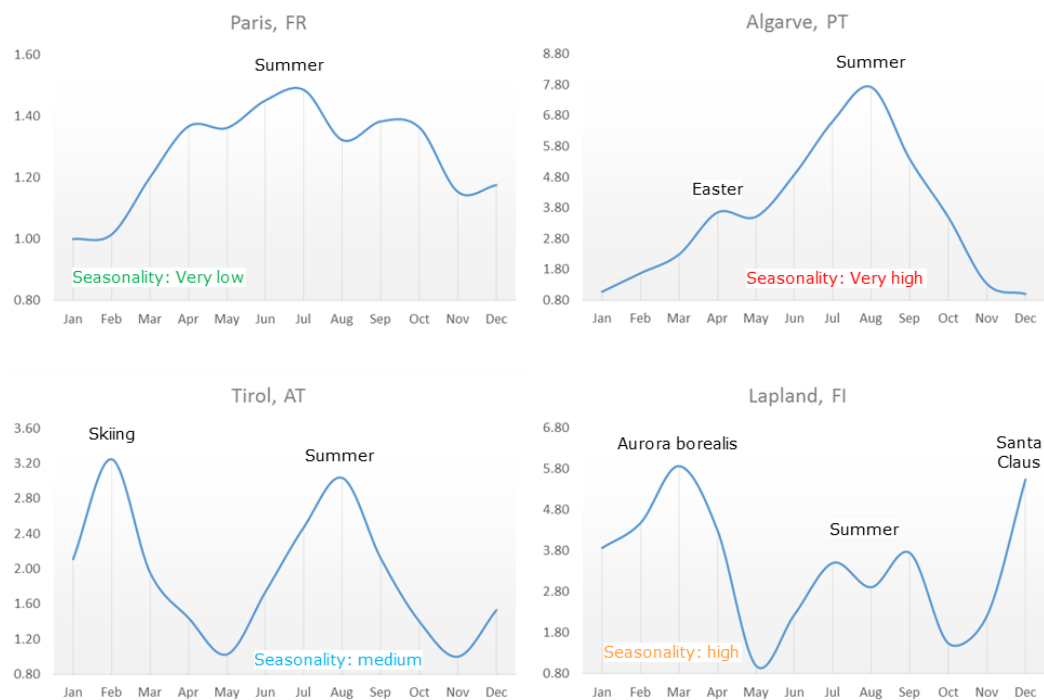 Paris, FR
1.60
1.40
1.20
1.00
0.80
Summer
Seasonality: Very low
Jan Feb Mar Apr May Jun Jul Aug Sep Oct Nov Dec
Algarve, PT
8.80
7.80
6.80
5.80
4.80
3.80
2.80
1.80
0.80
Summer
Easter
Seasonality: Very high
Jan Feb Mar Apr May Jun Jul Aug Sep Oct Nov Dec
Tirol, AT
3.60
3.20
2.80
2.40
2.00
1.60
1.20
0.80
Skiing
Summer
Seasonality: medium
Jan Feb Mar Apr May Jun Jul Aug Sep Oct Nov Dec
Lapland, FI
6.80
5.80
4.80
3.80
2.80
1.80
0.80
Aurora borealis
Santa
Claus
Summer
Seasonality: high
Jan Feb Mar Apr May Jun Jul Aug Sep Oct Nov Dec